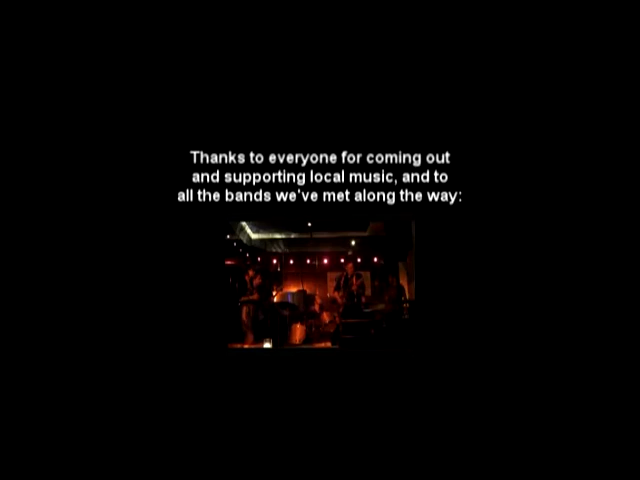 Thanks to everyone for coming out
and supporting local music, and to
all the bands we've met along the way: